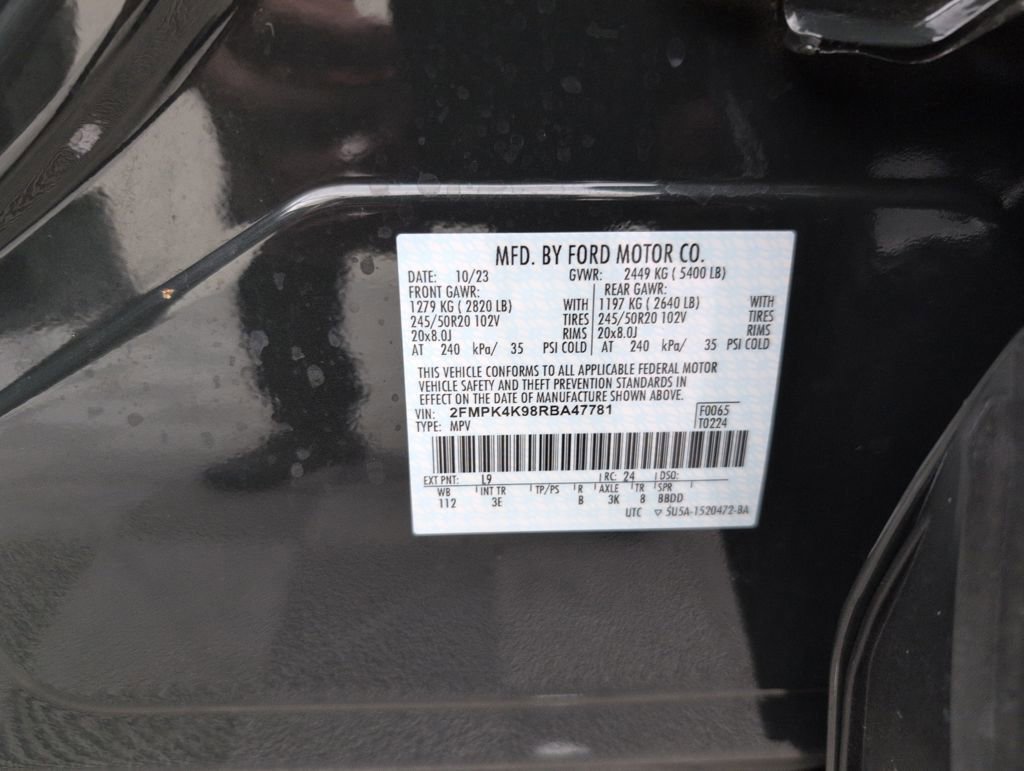 MFD. BY FORD MOTOR CO.
DATE: 10/23 GVWR: 2449 KG ( 5400 LB)
FRONT GAWR: REAR GAWR:
1279 KG ( 2820 LB) WITH 1197 KG ( 2640 LB) WITH
245/50R20 102V TIRES 245/50R20 102V TIRES
20x8.0J RIMS 20x8.0J RIMS
AT 240 kPa/ 35 PSI COLD AT 240 kPa/ 35 PSI COLD
THIS VEHICLE CONFORMS TO ALL APPLICABLE FEDERAL MOTOR
VEHICLE SAFETY AND THEFT PREVENTION STANDARDS IN
EFFECT ON THE DATE OF MANUFACTURE SHOWN ABOVE.
VIN: 2FMPK4K98RBA47781 F0065
TYPE: MPV T0224
EXT PNT: L9 RC: 24 DSO:
WB INT TR TP/PS R AXLE TR SPR
112 3E B 3K 8 BBDD
UTC ▽ 5U5A-1520472-BA